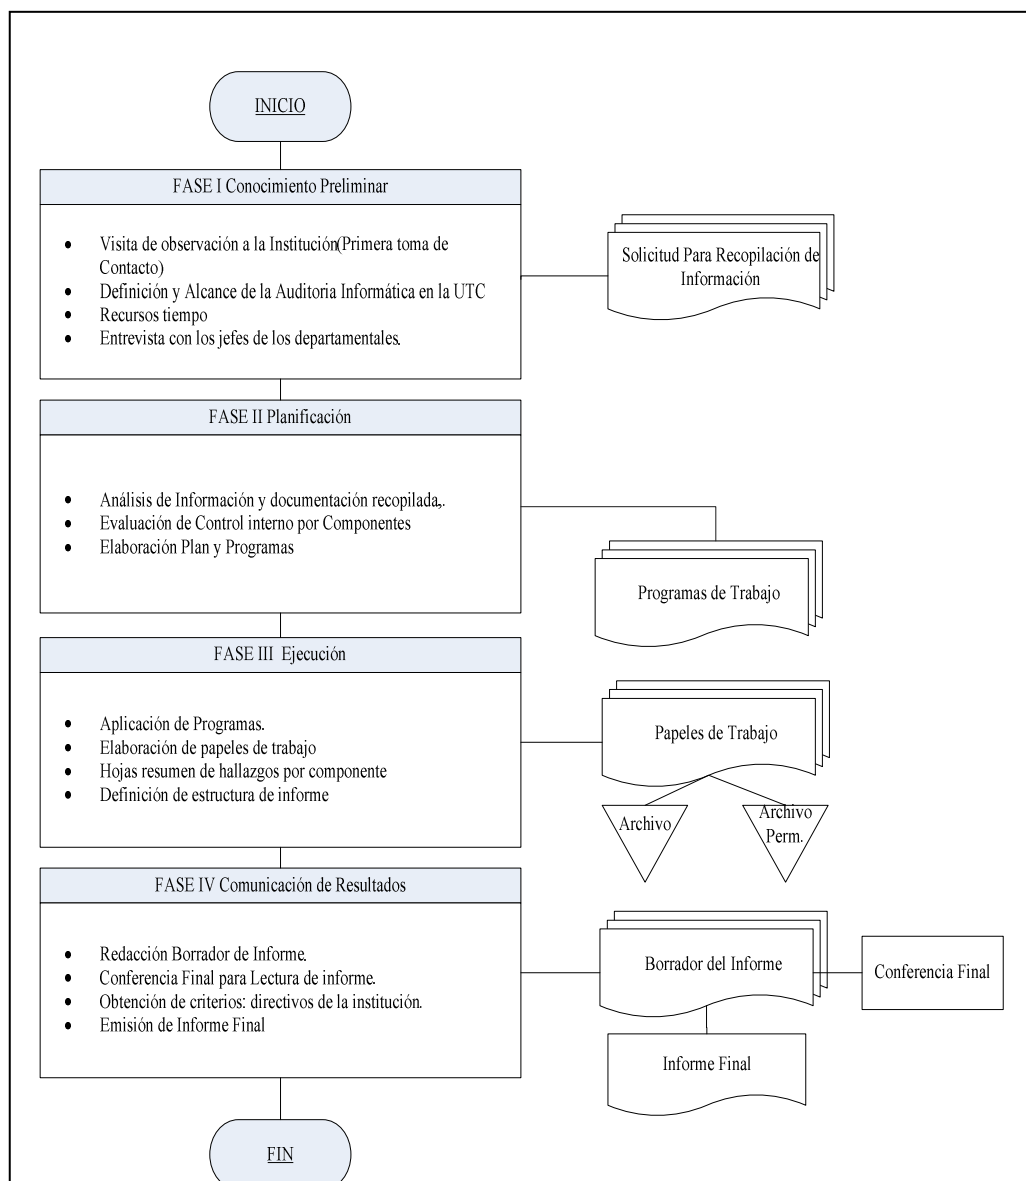 INICIO
FASE I Conocimiento Preliminar
• Visita de observación a la Institución(Primera toma de
Contacto)
• Definición y Alcance de la Auditoria Informática en la UTC
• Recursos tiempo
• Entrevista con los jefes de los departamentales.
Solicitud Para Recopilación de
Información
FASE II Planificación
• Análisis de Información y documentación recopilada,.
• Evaluación de Control interno por Componentes
• Elaboración Plan y Programas
Programas de Trabajo
FASE III Ejecución
• Aplicación de Programas.
• Elaboración de papeles de trabajo
• Hojas resumen de hallazgos por componente
• Definición de estructura de informe
Papeles de Trabajo
Archivo
Archivo
Perm.
FASE IV Comunicación de Resultados
• Redacción Borrador de Informe.
• Conferencia Final para Lectura de informe.
• Obtención de criterios: directivos de la institución.
• Emisión de Informe Final
Borrador del Informe
Conferencia Final
Informe Final
FIN